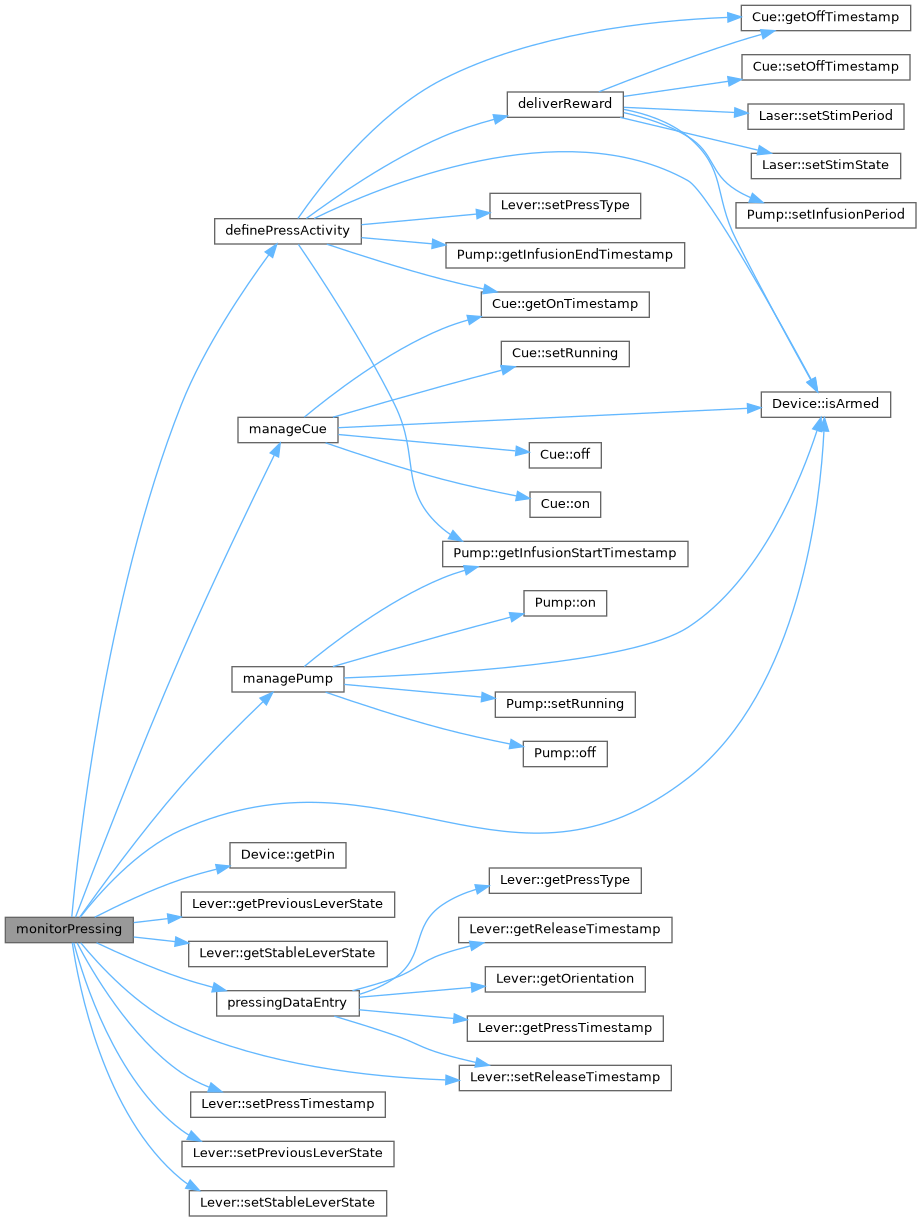 Cue::getOffTimestamp
Cue::setOffTimestamp
deliverReward
Laser::setStimPeriod
Laser::setStimState
Lever::setPressType
Pump::setInfusionPeriod
definePressActivity
Pump::getInfusionEndTimestamp
Cue::getOnTimestamp
Cue::setRunning
Device::isArmed
manageCue
Cue::off
Cue::on
Pump::getInfusionStartTimestamp
Pump::on
managePump
Pump::setRunning
Pump::off
Device::getPin
Lever::getPressType
Lever::getPreviousLeverState
monitorPressing
Lever::getReleaseTimestamp
Lever::getStableLeverState
Lever::getOrientation
pressingDataEntry
Lever::getPressTimestamp
Lever::setReleaseTimestamp
Lever::setPressTimestamp
Lever::setPreviousLeverState
Lever::setStableLeverState